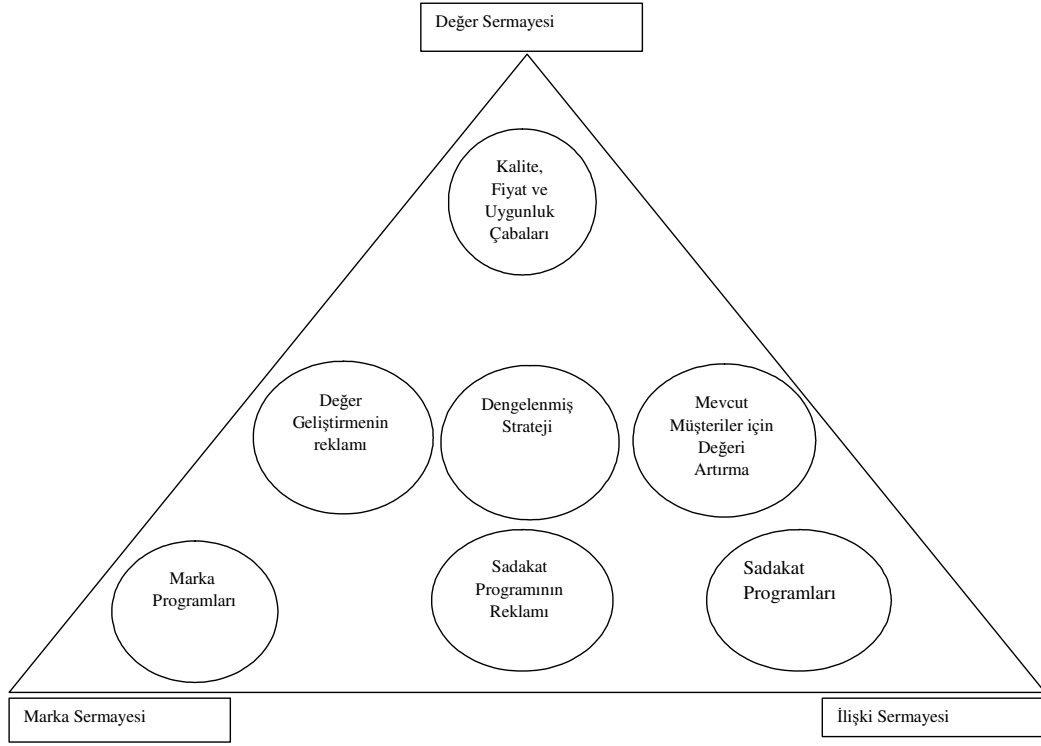 Değer Sermayesi
Kalite,
Fiyat ve
Uygunluk
Çabaları
Değer
Geliştirmenin
reklamı
Dengelenmiş
Strateji
Mevcut
Müşteriler için
Değeri
Artırma
Marka
Programları
Sadakat
Programının
Reklamı
Sadakat
Programları
Marka Sermayesi
İlişki Sermayesi